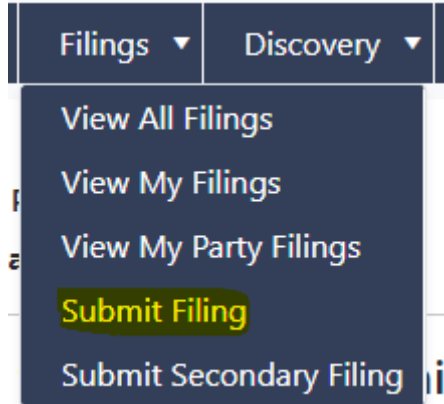 Filings ▼ Discovery ▼
View All Filings
View My Filings
View My Party Filings
Submit Filing
Submit Secondary Filing